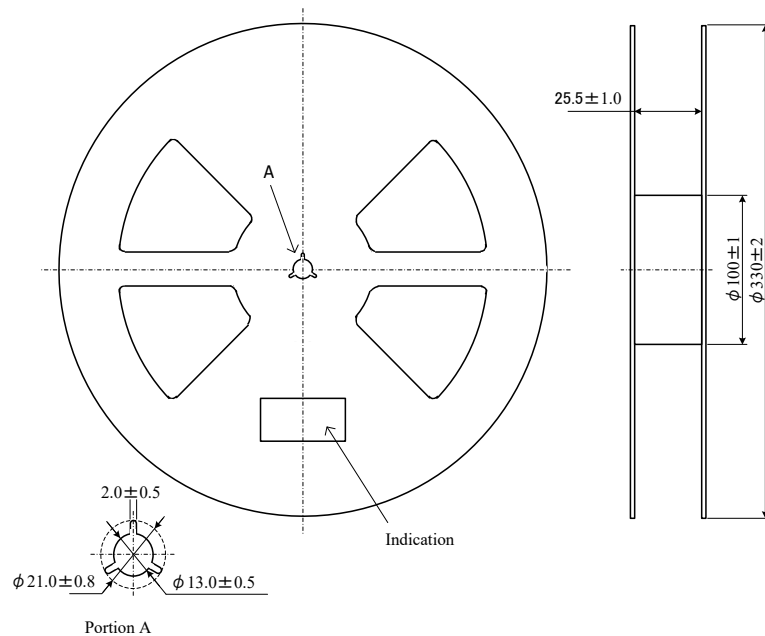 25.5±1.0
A
φ100±1
φ330±2
2.0±0.5
Indication
φ21.0±0.8
φ13.0±0.5
Portion A